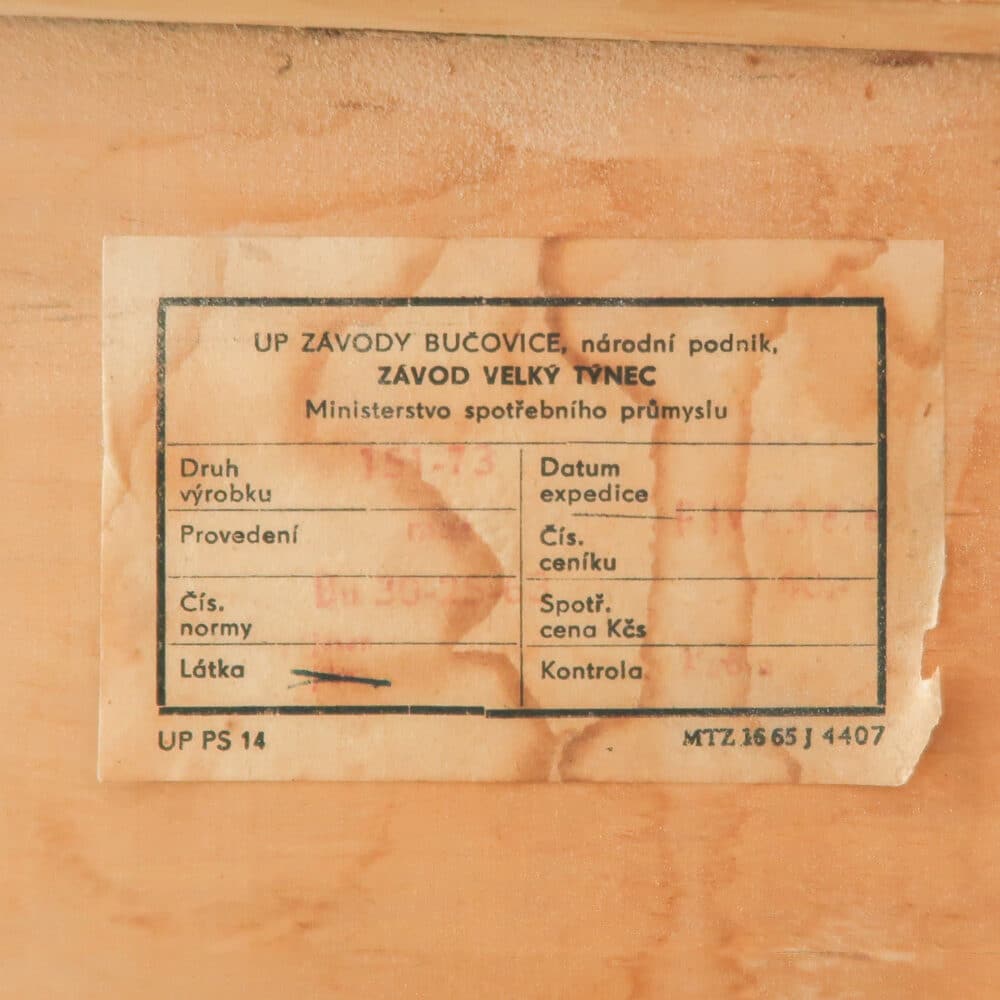 UP ZÁVODY BUČOVICE, národní podnik,
ZÁVOD VELKÝ TÝNEC
Ministerstvo spotřebního průmyslu
Druh
výrobku
Datum
expedice
Provedení
Čís.
ceníku
Čís.
normy
Spotř.
cena Kčs
Látka
Kontrola
UP PS 14
MTZ 16 65 J 4407